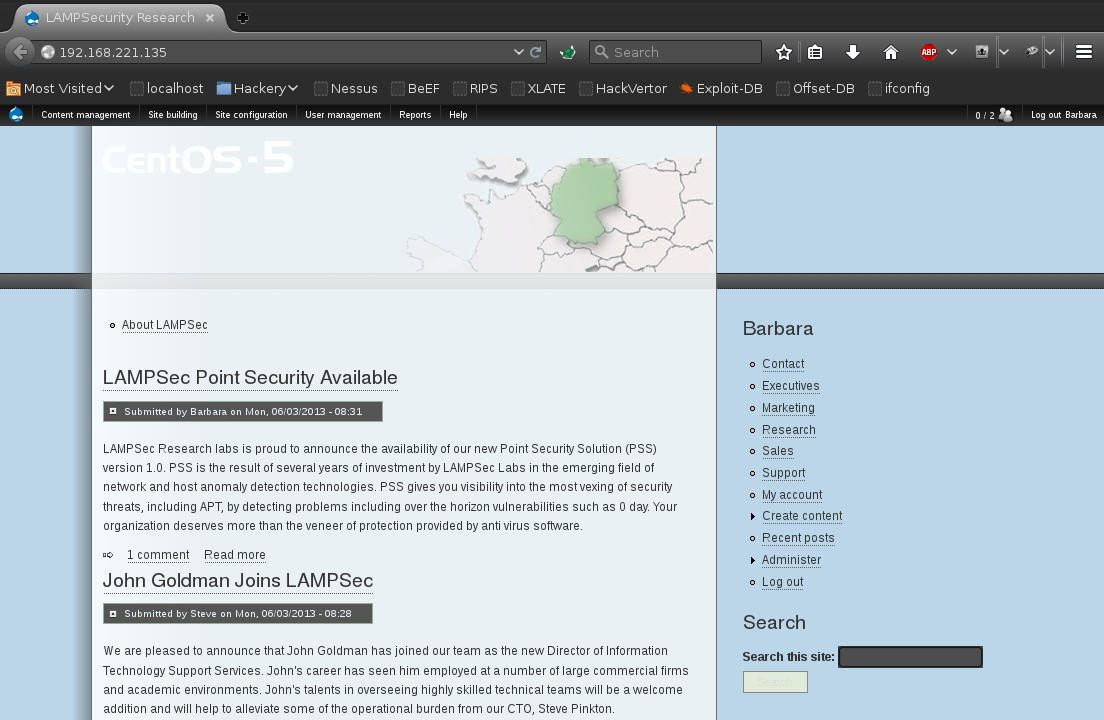 LAMPSecurity Research
192.168.221.135
Search
ABP
Most Visited
localhost
Hackery
Nessus
BeEF
RIPS
XLATE
HackVertor
Exploit-DB
Offset-DB
ifconfig
Content management
Site building
Site configuration
User management
Reports
Help
0 / 2
Log out Barbara
CentOS-5
About LAMPSec
LAMPSec Point Security Available
Submitted by Barbara on Mon, 06/03/2013 - 08:31
LAMPSec Research labs is proud to announce the availability of our new Point Security Solution (PSS)
version 1.0. PSS is the result of several years of investment by LAMPSec Labs in the emerging field of
network and host anomaly detection technologies. PSS gives you visibility into the most vexing of security
threats, including APT, by detecting problems including over the horizon vulnerabilities such as 0 day. Your
organization deserves more than the veneer of protection provided by anti virus software.
1 comment
Read more
John Goldman Joins LAMPSec
Submitted by Steve on Mon, 06/03/2013 - 08:28
We are pleased to announce that John Goldman has joined our team as the new Director of Information
Technology Support Services. John's career has seen him employed at a number of large commercial firms
and academic environments. John's talents in overseeing highly skilled technical teams will be a welcome
addition and will help to alleviate some of the operational burden from our CTO, Steve Pinkton.
Barbara
Contact
Executives
Marketing
Research
Sales
Support
My account
Create content
Recent posts
Administer
Log out
Search
Search this site:
Search